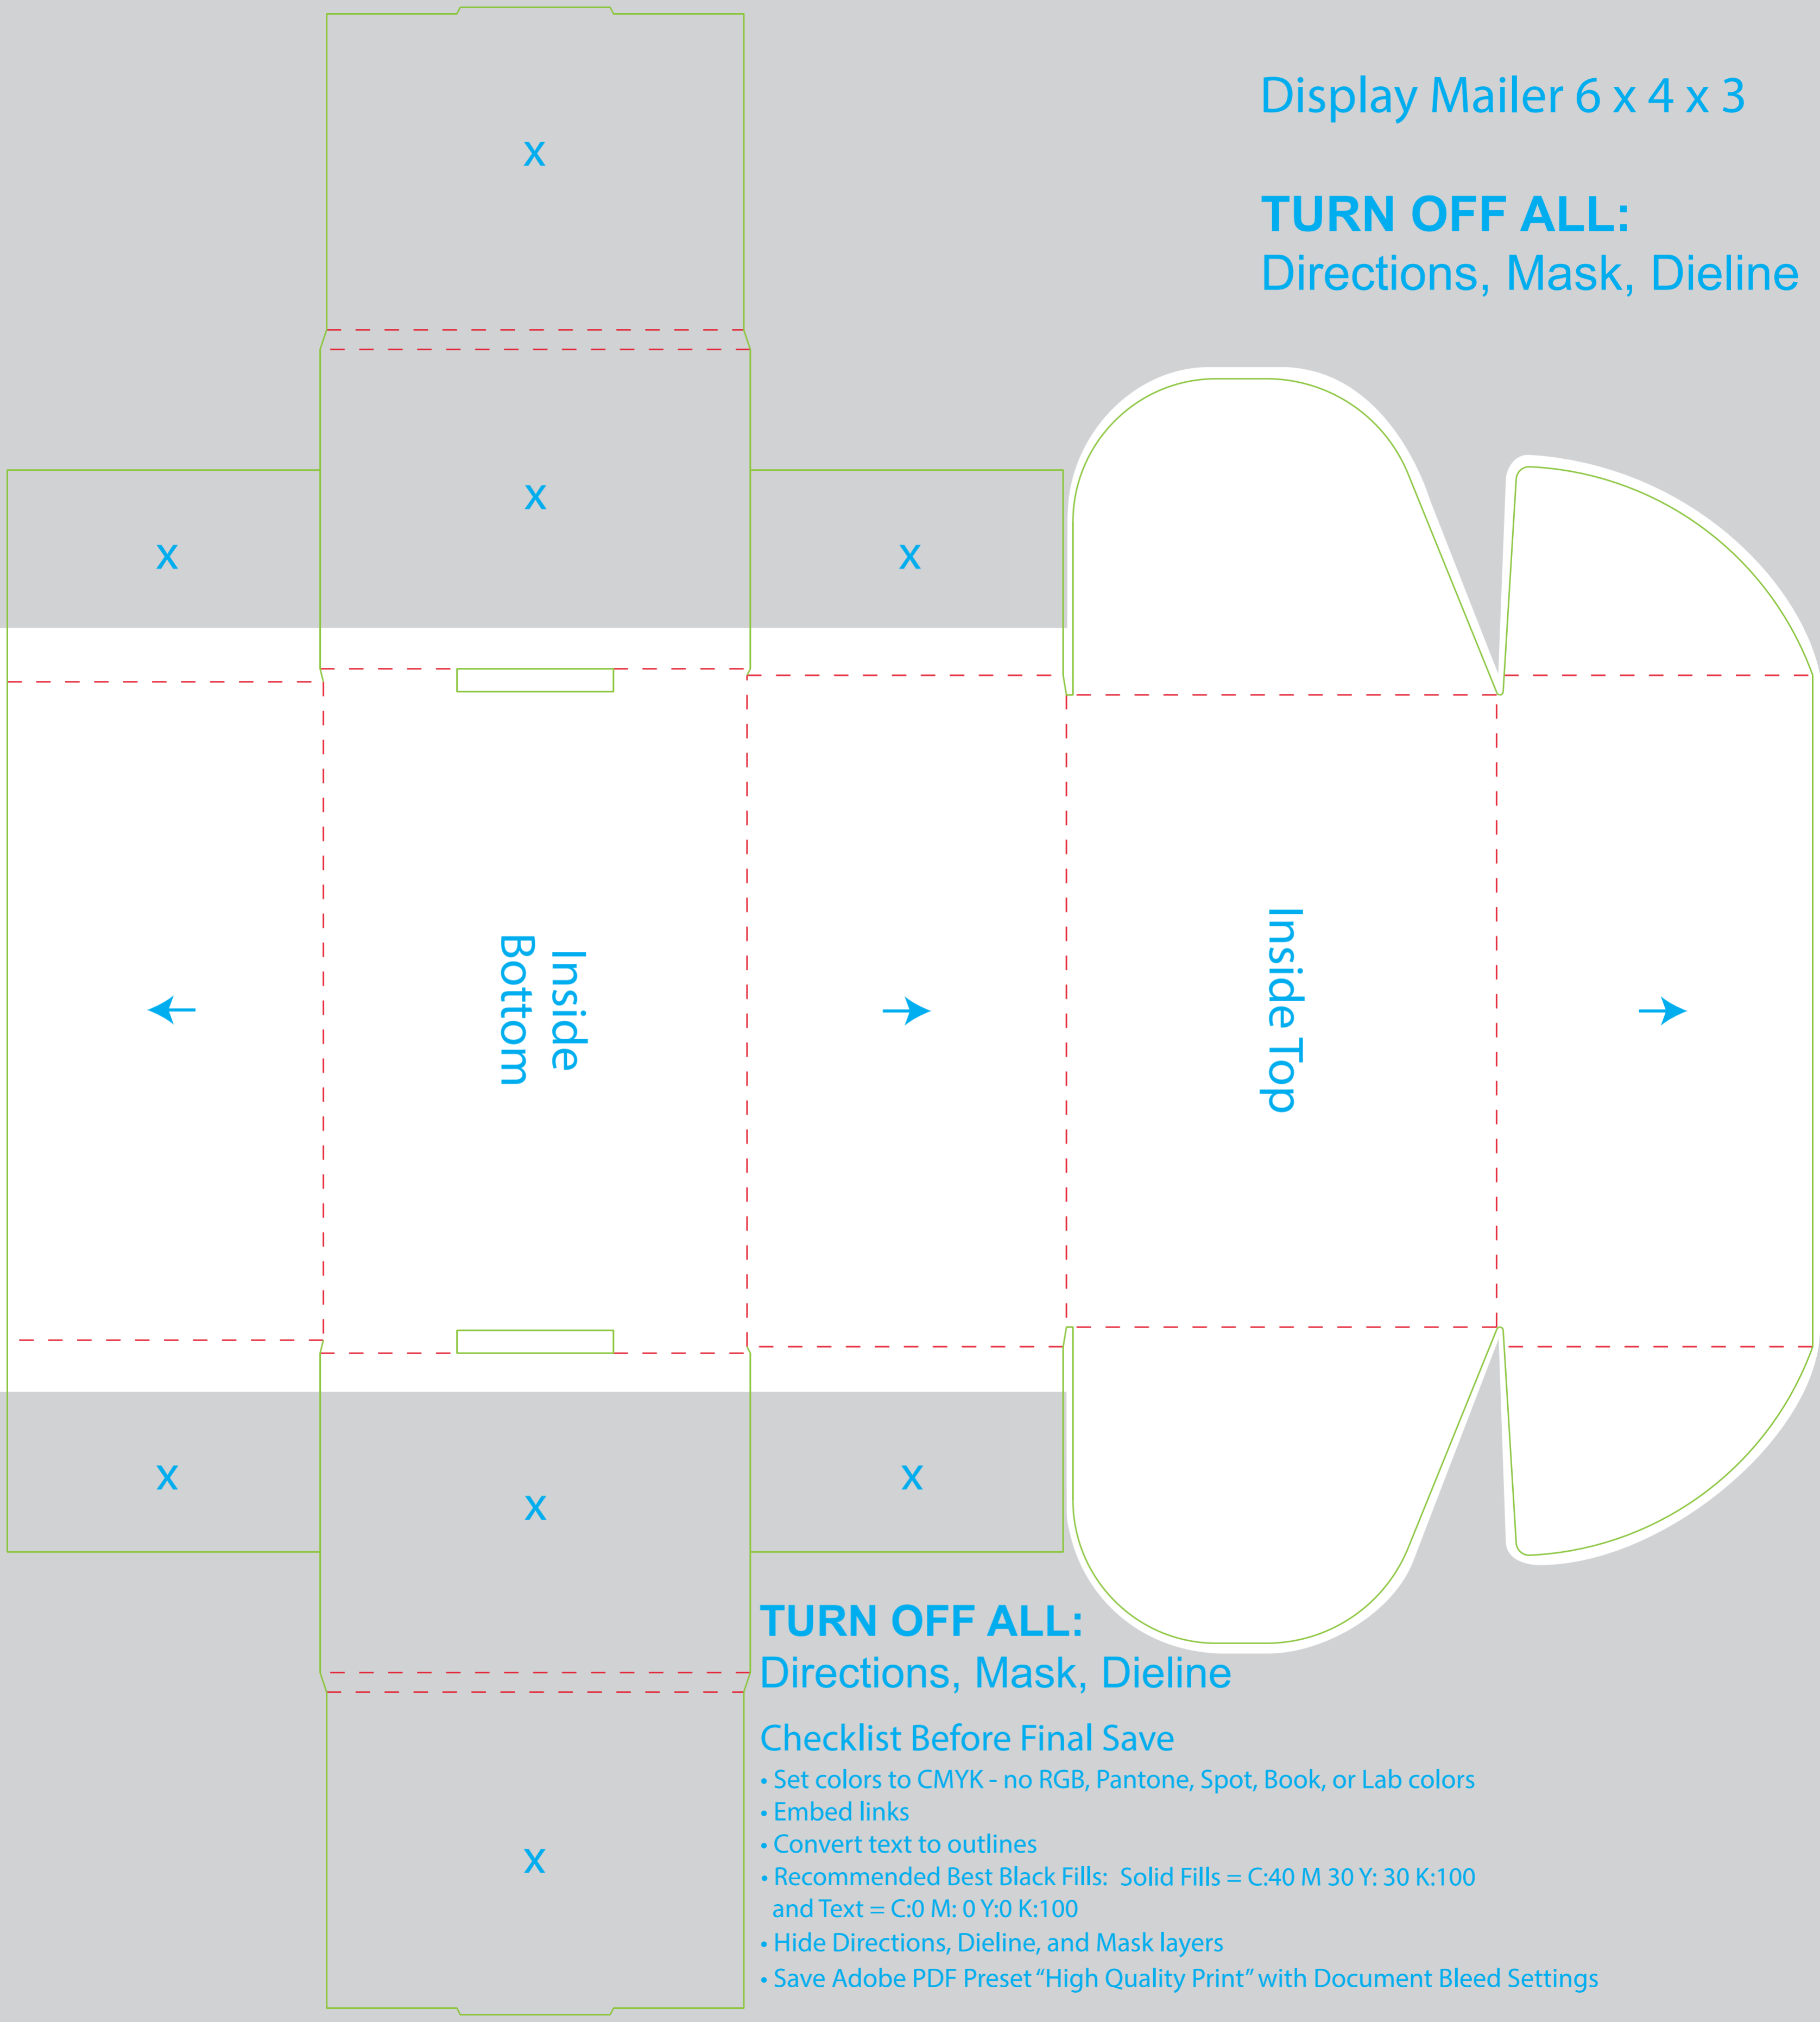 Display Mailer 6 x 4 x 3
TURN OFF ALL:
Directions, Mask, Dieline
x
x
x
x
Inside
Bottom
Inside Top
x
x
x
x
TURN OFF ALL:
Directions, Mask, Dieline
Checklist Before Final Save
• Set colors to CMYK - no RGB, Pantone, Spot, Book, or Lab colors
• Embed links
• Convert text to outlines
• Recommended Best Black Fills:  Solid Fills = C:40 M 30 Y: 30 K:100
and Text = C:0 M: 0 Y:0 K:100
• Hide Directions, Dieline, and Mask layers
• Save Adobe PDF Preset “High Quality Print” with Document Bleed Settings